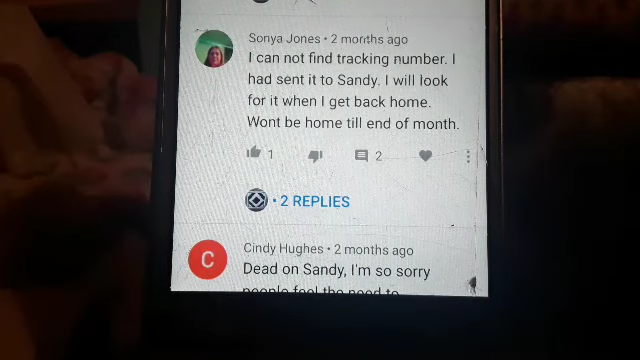 Sonya Jones • 2 months ago
I can not find tracking number. I
had sent it to Sandy. I will look
for it when I get back home.
Wont be home till end of month.
1 2
• 2 REPLIES
C
Cindy Hughes • 2 months ago
Dead on Sandy, I'm so sorry
people feel the need to